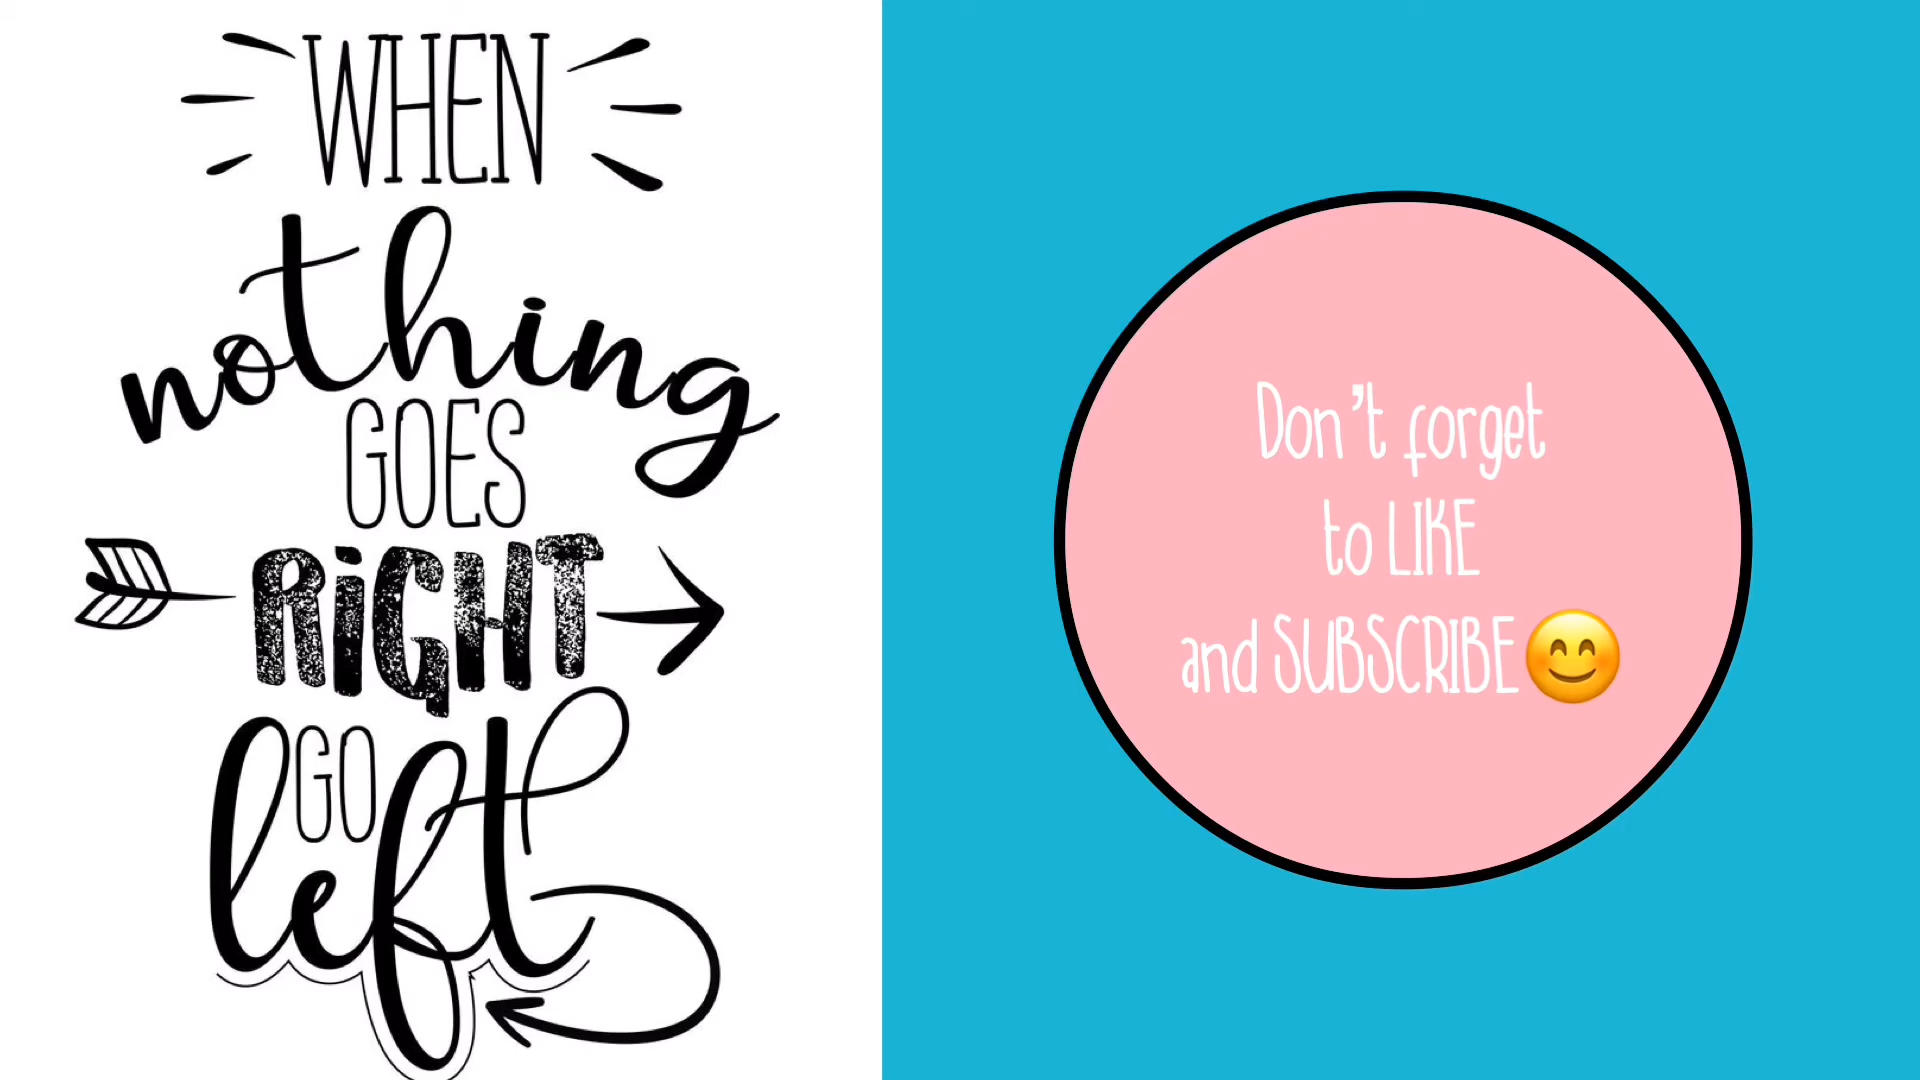 WHEN
nothing
GOES
RiGHT
GO
left
Don't forget
to LIKE
and SUBSCRIBE😊